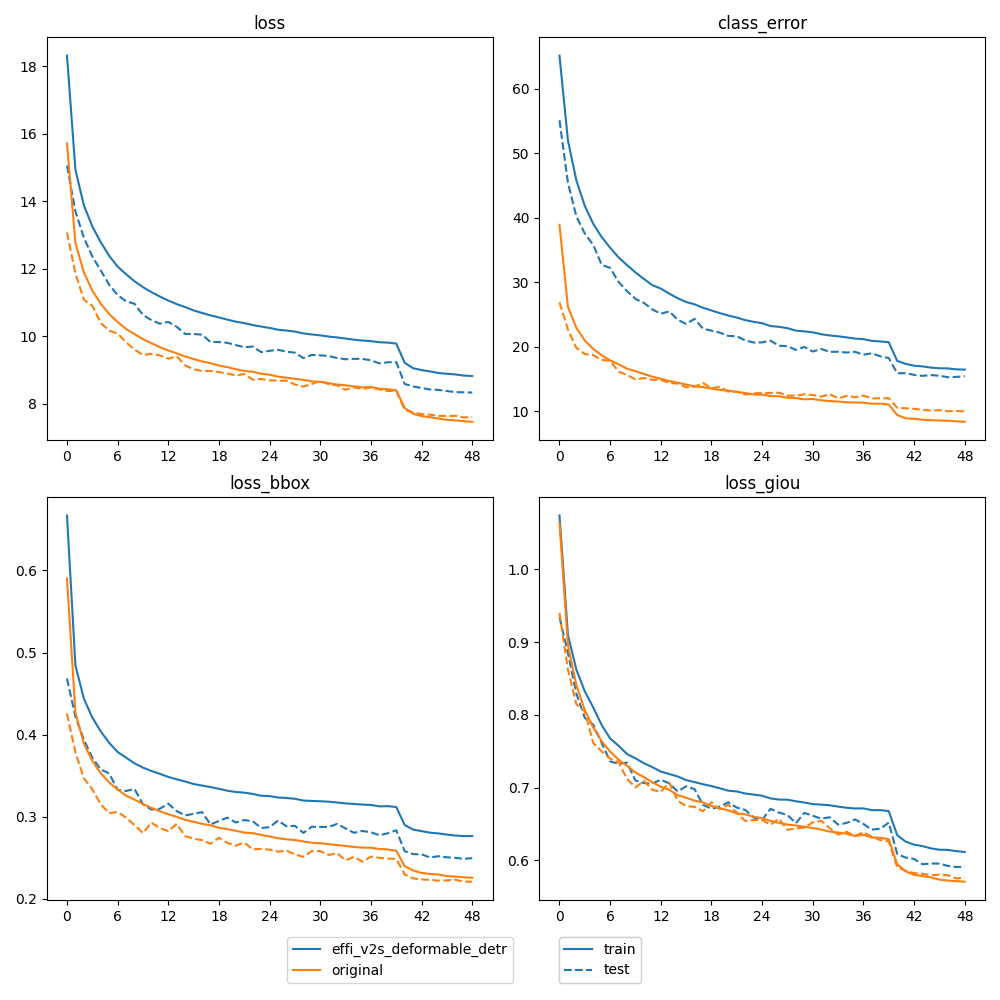 loss
class_error
18
16
14
12
10
8
0 6 12 18 24 30 36 42 48
60
50
40
30
20
10
0 6 12 18 24 30 36 42 48
loss_bbox
loss_giou
0.6
0.5
0.4
0.3
0.2
0 6 12 18 24 30 36 42 48
1.0
0.9
0.8
0.7
0.6
0 6 12 18 24 30 36 42 48
effi_v2s_deformable_detr
original
train
test